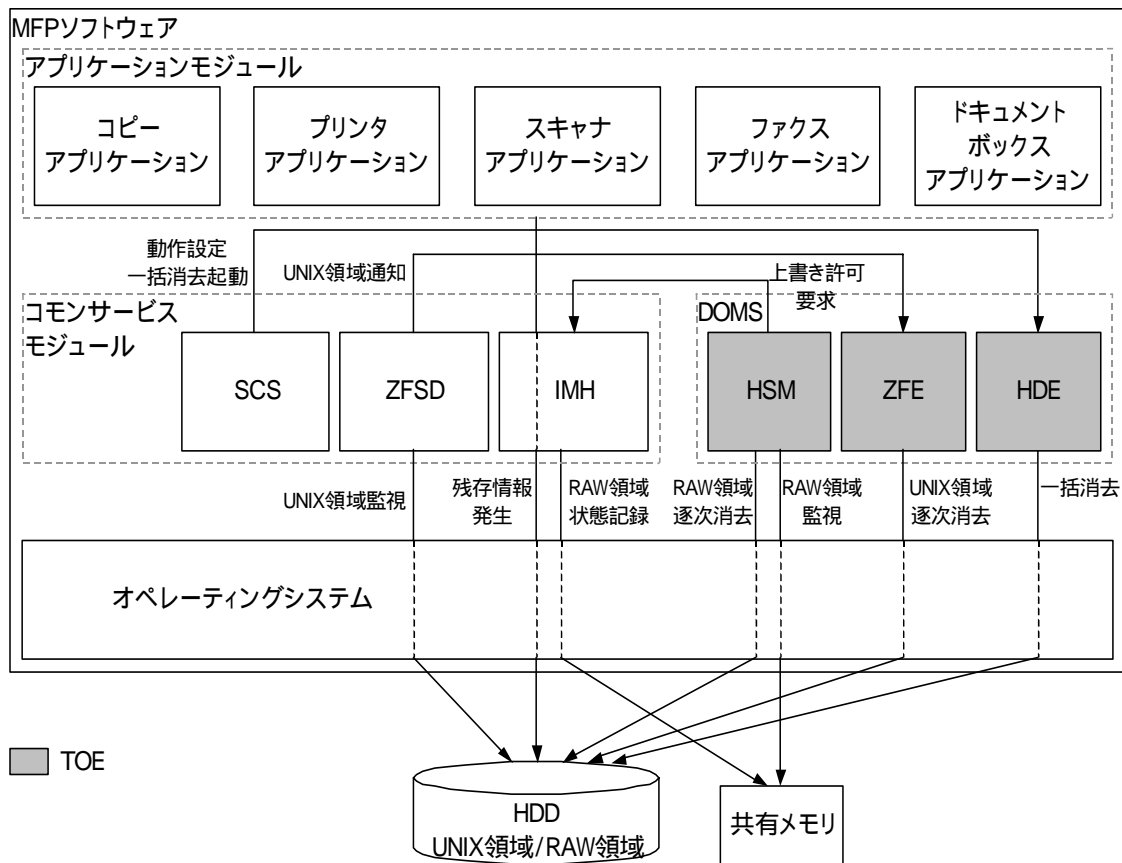 MFPソフトウェア
アプリケーションモジュール
コピー
アプリケーション
プリンタ
アプリケーション
スキャナ
アプリケーション
ファクス
アプリケーション
ドキュメント
ボックス
アプリケーション
動作設定
一括消去起動
UNIX領域通知
上書き許可
要求
コモンサービス
モジュール
DOMS
SCS
ZFSD
IMH
HSM
ZFE
HDE
UNIX領域監視
残存情報
発生
RAW領域
状態記録
RAW領域
逐次消去
RAW領域
監視
UNIX領域
逐次消去
一括消去
オペレーティングシステム
TOE
HDD
UNIX領域/RAW領域
共有メモリ